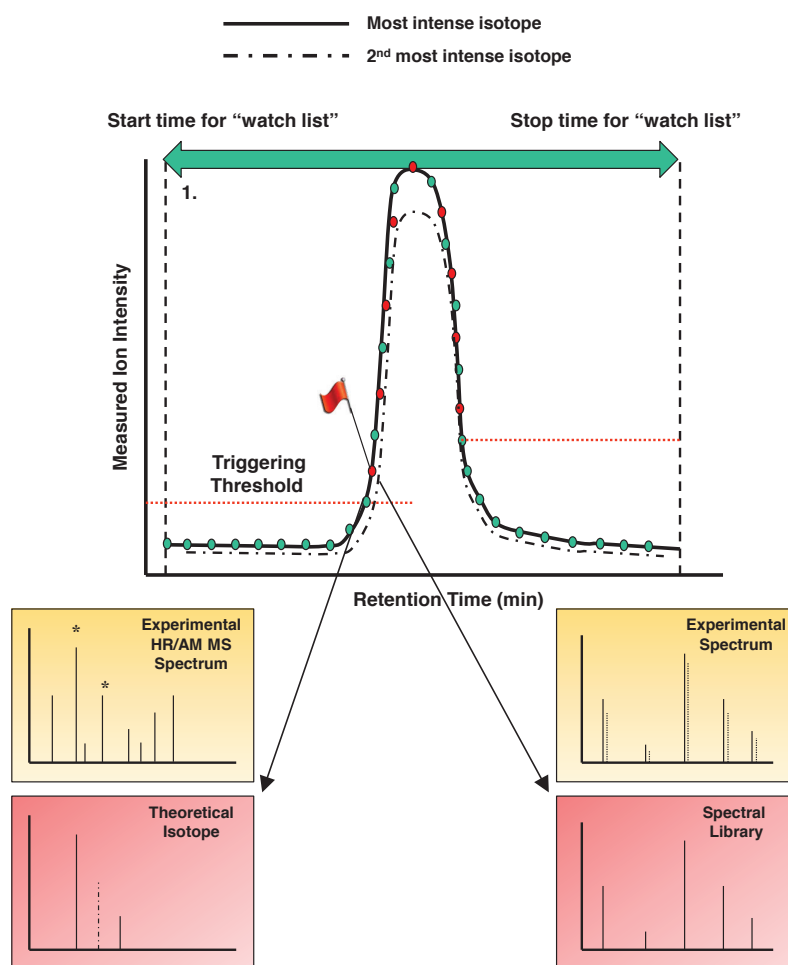 Most intense isotope
2nd most intense isotope
Start time for “watch list”
Stop time for “watch list”
1.
Measured Ion Intensity
Triggering
Threshold
Retention Time (min)
Experimental
HR/AM MS
Spectrum
*
*
Experimental
Spectrum
Theoretical
Isotope
Spectral
Library